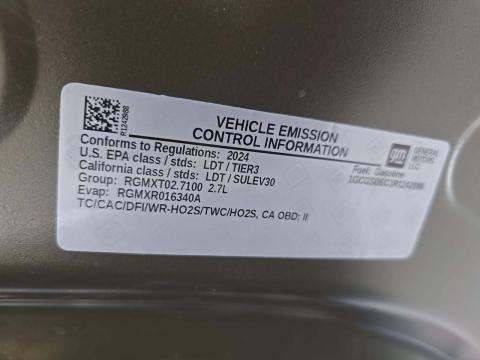 R1242868
VEHICLE EMISSION
CONTROL INFORMATION
gm
GENERAL
MOTORS
LLC
Conforms to Regulations: 2024
U.S. EPA class / stds: LDT / TIER3
California class / stds: LDT / SULEV30
Group: RGMXT02.7100 2.7L
Evap: RGMXR016340A
TC/CAC/DFI/WR-HO2S/TWC/HO2S, CA OBD: II
Fuel: Gasoline